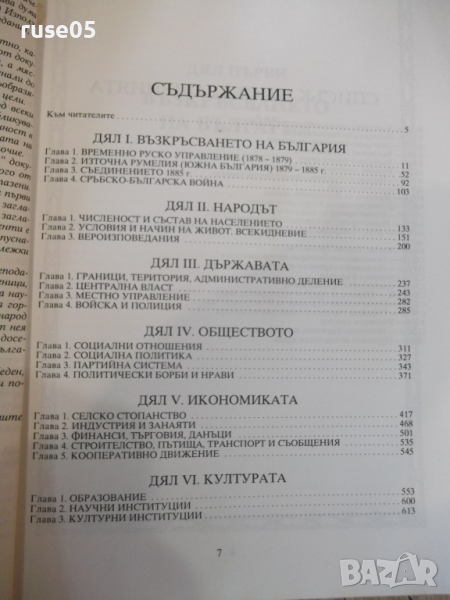 ruse05
СЪДЪРЖАНИЕ
Към читателите 5
ДЯЛ I. ВЪЗКРЪСВАНЕТО НА БЪЛГАРИЯ
Глава 1. ВРЕМЕННО РУСКО УПРАВЛЕНИЕ (1878 – 1879) 11
Глава 2. ИЗТОЧНА РУМЕЛИЯ (ЮЖНА БЪЛГАРИЯ) 1879 – 1885 г. 52
Глава 3. СЪЕДИНЕНИЕТО 1885 г. 92
Глава 4. СРЪБСКО-БЪЛГАРСКА ВОЙНА 103
ДЯЛ II. НАРОДЪТ
Глава 1. ЧИСЛЕНОСТ И СЪСТАВ НА НАСЕЛЕНИЕТО 133
Глава 2. УСЛОВИЯ И НАЧИН НА ЖИВОТ. ВСЕКИДНЕВИЕ 151
Глава 3. ВЕРОИЗПОВЕДАНИЯ 200
ДЯЛ III. ДЪРЖАВАТА
Глава 1. ГРАНИЦИ, ТЕРИТОРИЯ, АДМИНИСТРАТИВНО ДЕЛЕНИЕ 237
Глава 2. ЦЕНТРАЛНА ВЛАСТ 243
Глава 3. МЕСТНО УПРАВЛЕНИЕ 282
Глава 4. ВОЙСКА И ПОЛИЦИЯ 285
ДЯЛ IV. ОБЩЕСТВОТО
Глава 1. СОЦИАЛНИ ОТНОШЕНИЯ 311
Глава 2. СОЦИАЛНА ПОЛИТИКА 327
Глава 3. ПАРТИЙНА СИСТЕМА 343
Глава 4. ПОЛИТИЧЕСКИ БОРБИ И НРАВИ 371
ДЯЛ V. ИКОНОМИКАТА
Глава 1. СЕЛСКО СТОПАНСТВО 417
Глава 2. ИНДУСТРИЯ И ЗАНАЯТИ 468
Глава 3. ФИНАНСИ, ТЪРГОВИЯ, ДАНЪЦИ 501
Глава 4. СТРОИТЕЛСТВО, ПЪТИЩА, ТРАНСПОРТ И СЪОБЩЕНИЯ 535
Глава 5. КООПЕРАТИВНО ДВИЖЕНИЕ 545
ДЯЛ VI. КУЛТУРАТА
Глава 1. ОБРАЗОВАНИЕ 553
Глава 2. НАУЧНИ ИНСТИТУЦИИ 600
Глава 3. КУЛТУРНИ ИНСТИТУЦИИ 613
7
BAZAR
.bg